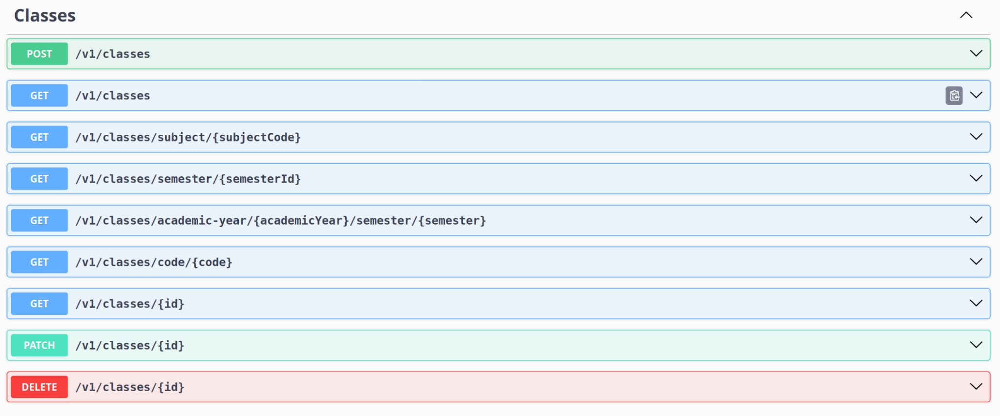 Classes
POST /v1/classes
GET /v1/classes
GET /v1/classes/subject/{subjectCode}
GET /v1/classes/semester/{semesterId}
GET /v1/classes/academic-year/{academicYear}/semester/{semester}
GET /v1/classes/code/{code}
GET /v1/classes/{id}
PATCH /v1/classes/{id}
DELETE /v1/classes/{id}